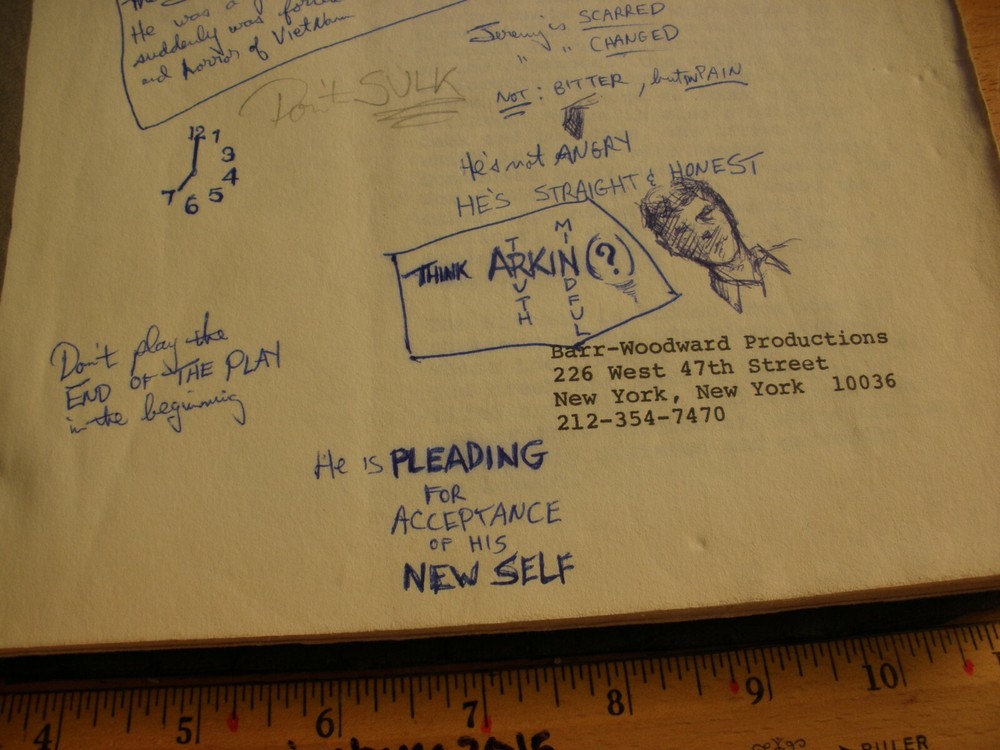 He was a
suddenly was forced
and horror of Vietnam
Jeremy is SCARRED
" " CHANGED
NOT: BITTER, but in PAIN
Don't SULK
He's not ANGRY
HE'S STRAIGHT & HONEST
12 1
3
4
5
6
7
THINK ARKIN (?)
TRUTH
MINDFUL
Barr-Woodward Productions
226 West 47th Street
New York, New York 10036
212-354-7470
Don't play the
END OF THE PLAY
in the beginning
He is PLEADING
FOR
ACCEPTANCE
OF HIS
NEW SELF
4 5 6 7 8 9 10
2015
RULER